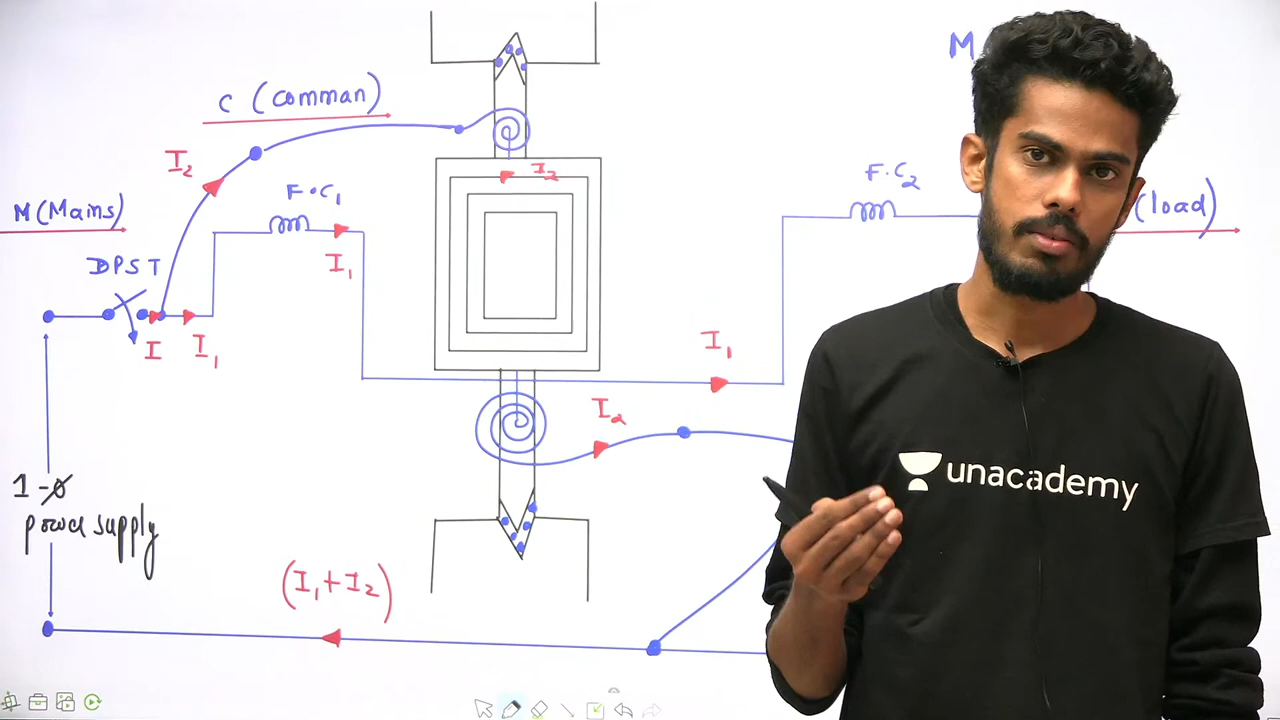 M
C (comman)
I2
I2
F·C1
F·C2
M(Mains)
(load)
DPST
I1
I
I1
I1
I2
unacademy
1-ϕ
power supply
(I1+I2)